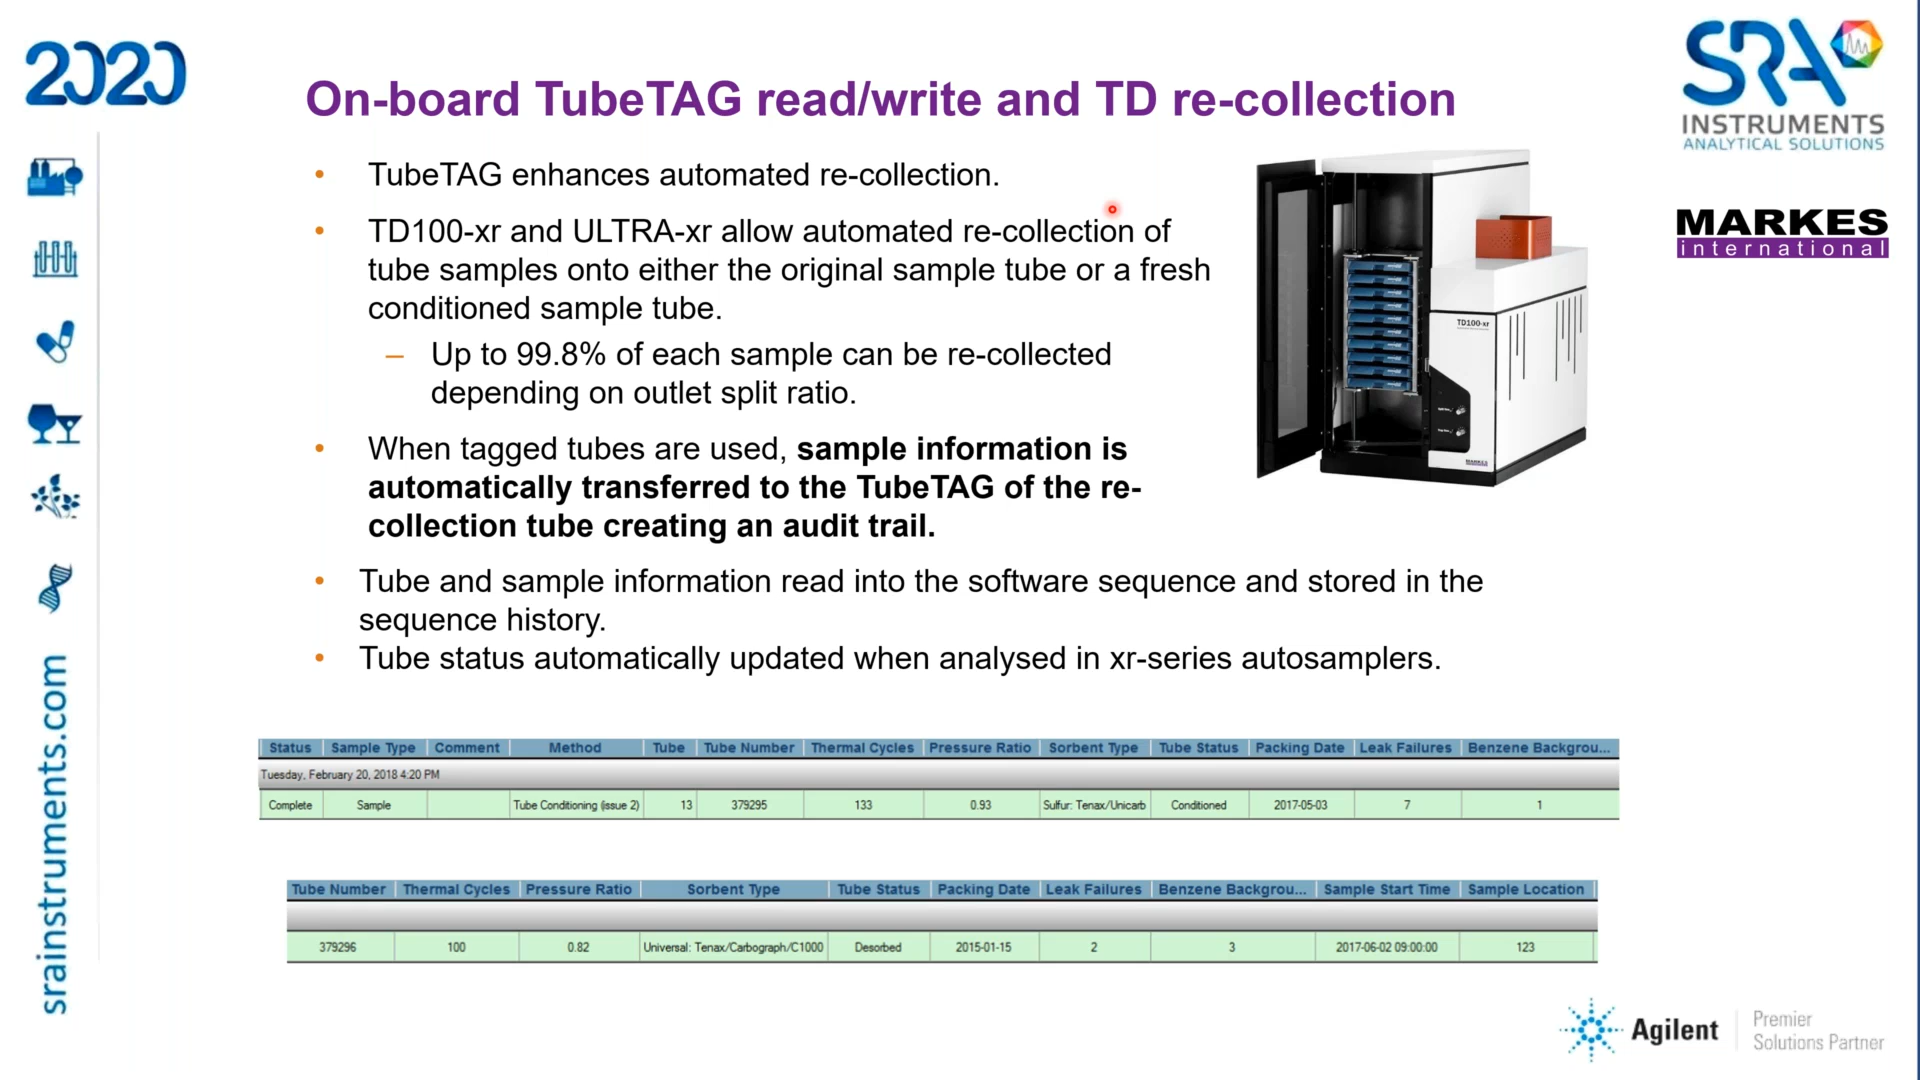 2020
On-board TubeTAG read/write and TD re-collection
SRA
INSTRUMENTS
ANALYTICAL SOLUTIONS
MARKES
international
• TubeTAG enhances automated re-collection.
• TD100-xr and ULTRA-xr allow automated re-collection of
tube samples onto either the original sample tube or a fresh
conditioned sample tube.
– Up to 99.8% of each sample can be re-collected
depending on outlet split ratio.
• When tagged tubes are used, sample information is
automatically transferred to the TubeTAG of the re-
collection tube creating an audit trail.
• Tube and sample information read into the software sequence and stored in the
sequence history.
• Tube status automatically updated when analysed in xr-series autosamplers.
TD100-xr
MARKES
srainstruments.com
Status Sample Type Comment Method Tube Tube Number Thermal Cycles Pressure Ratio Sorbent Type Tube Status Packing Date Leak Failures Benzene Backgrou...
Tuesday, February 20, 2018 4:20 PM
Complete Sample Tube Conditioning (issue 2) 13 379295 133 0.93 Sulfur: Tenax/Unicarb Conditioned 2017-05-03 7 1
Tube Number Thermal Cycles Pressure Ratio Sorbent Type Tube Status Packing Date Leak Failures Benzene Backgrou... Sample Start Time Sample Location
379296 100 0.82 Universal: Tenax/Carbograph/C1000 Desorbed 2015-01-15 2 3 2017-06-02 09:00:00 123
Agilent
Premier
Solutions Partner